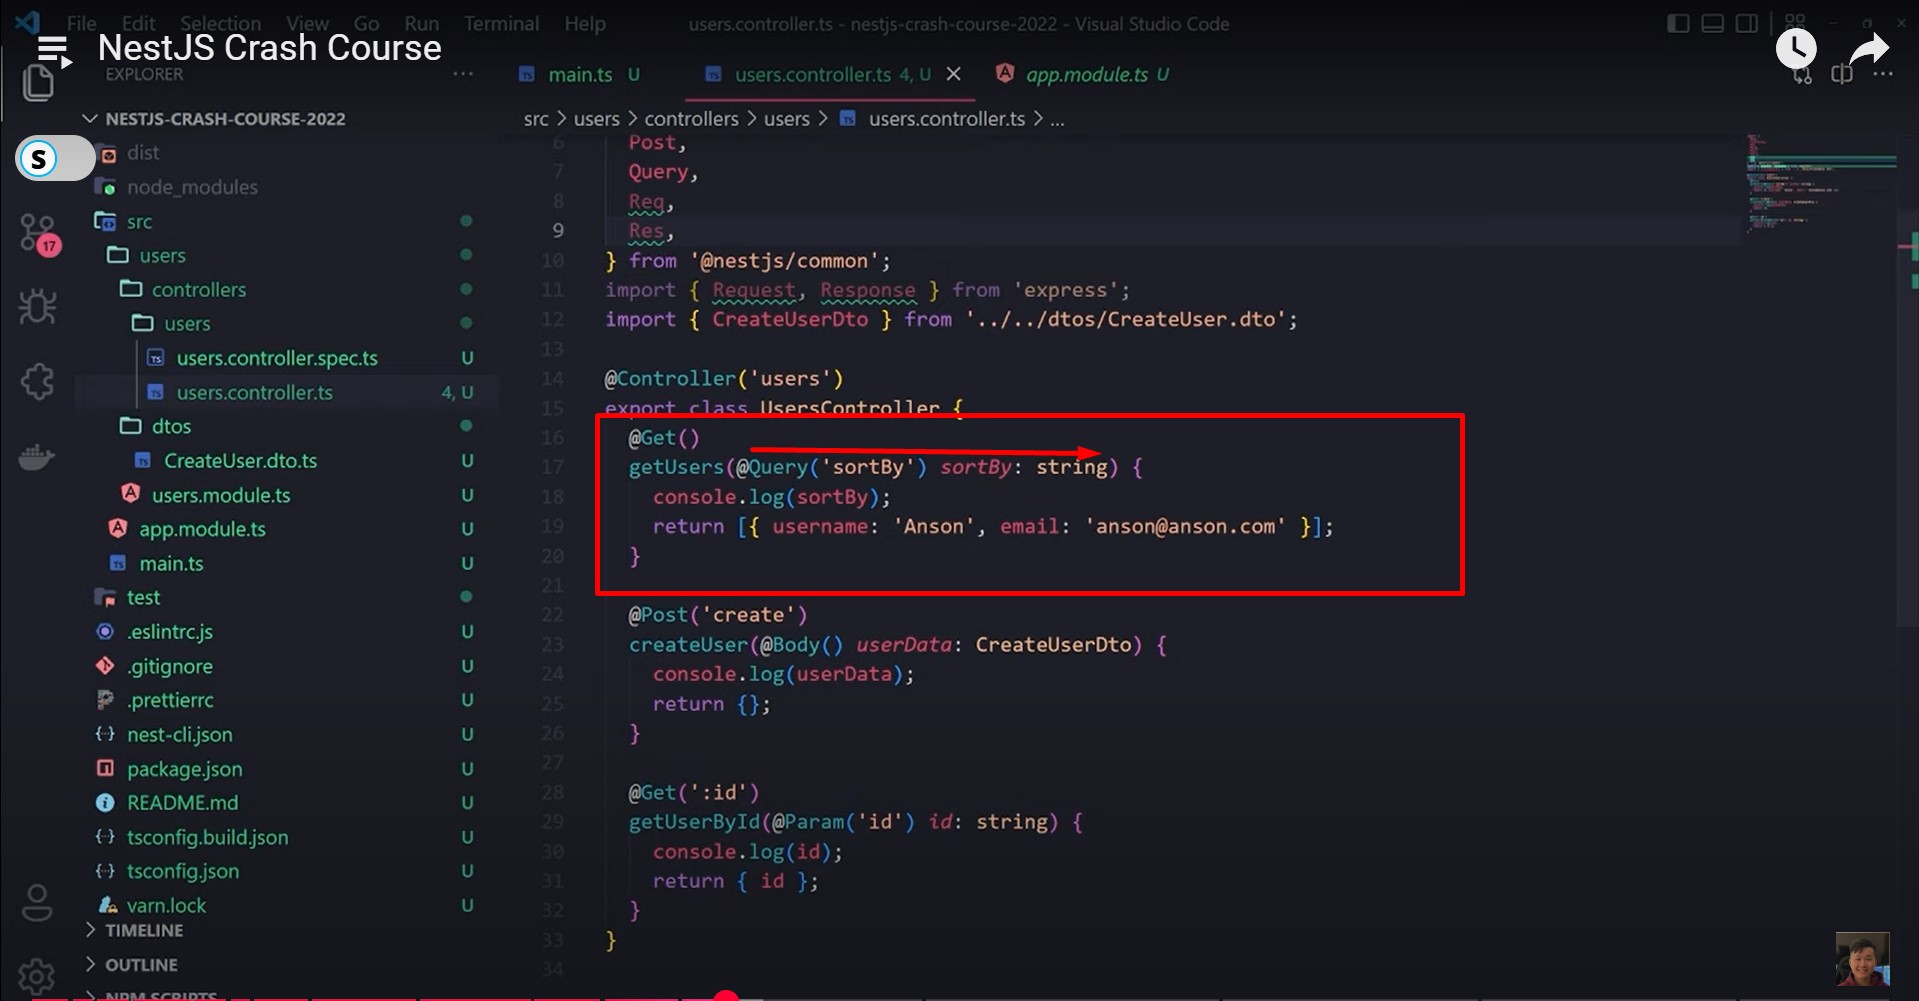 File Edit Selection View Go Run Terminal Help
users.controller.ts - nestjs-crash-course-2022 - Visual Studio Code
NestJS Crash Course
EXPLORER
main.ts U
users.controller.ts 4, U
app.module.ts U
NESTJS-CRASH-COURSE-2022
src > users > controllers > users > users.controller.ts > ...
S
17
dist
node_modules
src
users
controllers
users
users.controller.spec.ts U
users.controller.ts 4, U
dtos
CreateUser.dto.ts U
users.module.ts U
app.module.ts U
main.ts U
test
.eslintrc.js U
.gitignore U
.prettierrc U
nest-cli.json U
package.json U
README.md U
tsconfig.build.json U
tsconfig.json U
yarn.lock U
TIMELINE
OUTLINE
NPM SCRIPTS
6 Post,
7 Query,
8 Req,
9 Res,
10 } from '@nestjs/common';
11 import { Request, Response } from 'express';
12 import { CreateUserDto } from '../../dtos/CreateUser.dto';
13
14 @Controller('users')
15 export class UsersController {
16 @Get()
17 getUsers(@Query('sortBy') sortBy: string) {
18 console.log(sortBy);
19 return [{ username: 'Anson', email: 'anson@anson.com' }];
20 }
21
22 @Post('create')
23 createUser(@Body() userData: CreateUserDto) {
24 console.log(userData);
25 return {};
26 }
27
28 @Get(':id')
29 getUserById(@Param('id') id: string) {
30 console.log(id);
31 return { id };
32 }
33 }
34